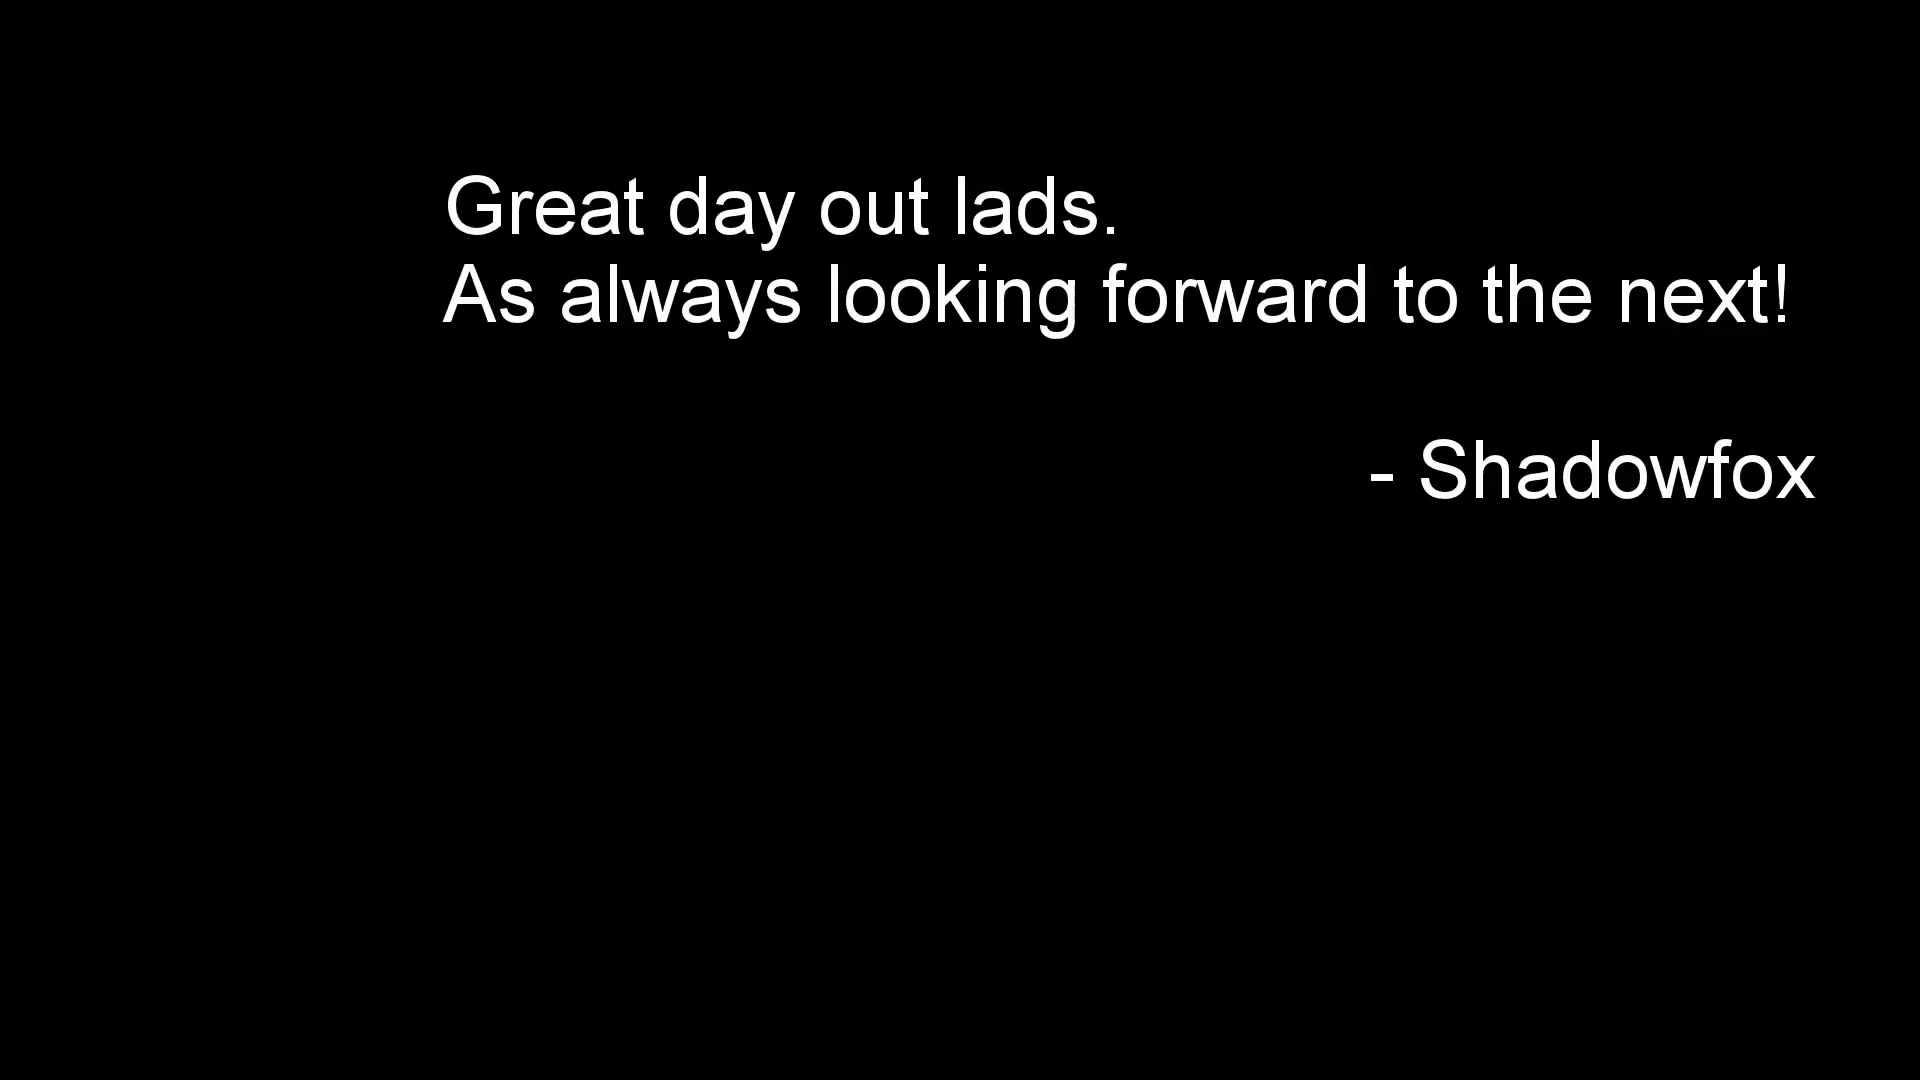 Great day out lads.
As always looking forward to the next!
- Shadowfox